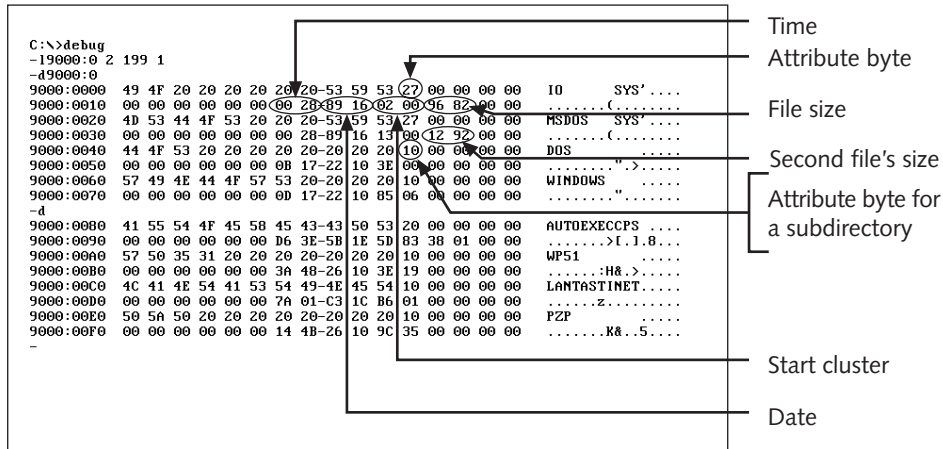 C:\>debug
-l9000:0 2 199 1
-d9000:0
9000:0000 49 4F 20 20 20 20 20 20-53 59 53 27 00 00 00 00 IO SYS'....
9000:0010 00 00 00 00 00 00 00 28-89 16 02 00 96 82 00 00 .......(........
9000:0020 4D 53 44 4F 53 20 20 20-53 59 53 27 00 00 00 00 MSDOS SYS'....
9000:0030 00 00 00 00 00 00 00 28-89 16 13 00 12 92 00 00 .......(........
9000:0040 44 4F 53 20 20 20 20 20-20 20 20 10 00 00 00 00 DOS .....
9000:0050 00 00 00 00 00 00 0B 17-22 10 3E 00 00 00 00 00 ........".>.....
9000:0060 57 49 4E 44 4F 57 53 20-20 20 20 10 00 00 00 00 WINDOWS .....
9000:0070 00 00 00 00 00 00 0D 17-22 10 85 06 00 00 00 00 ........".......
-d
9000:0080 41 55 54 4F 45 58 45 43-43 50 53 20 00 00 00 00 AUTOEXECCPS ....
9000:0090 00 00 00 00 00 00 D6 3E-5B 1E 5D 83 38 01 00 00 .......>[.].8...
9000:00A0 57 50 35 31 20 20 20 20-20 20 20 10 00 00 00 00 WP51 .....
9000:00B0 00 00 00 00 00 00 3A 48-26 10 3E 19 00 00 00 00 ......:H&.>.....
9000:00C0 4C 41 4E 54 41 53 54 49-4E 45 54 10 00 00 00 00 LANTASTINET.....
9000:00D0 00 00 00 00 00 00 7A 01-C3 1C B6 01 00 00 00 00 ......z.........
9000:00E0 50 5A 50 20 20 20 20 20-20 20 20 10 00 00 00 00 PZP .....
9000:00F0 00 00 00 00 00 00 14 4B-26 10 9C 35 00 00 00 00 .......K&..5....
-
Time
Attribute byte
File size
Second file's size
Attribute byte for
a subdirectory
Start cluster
Date